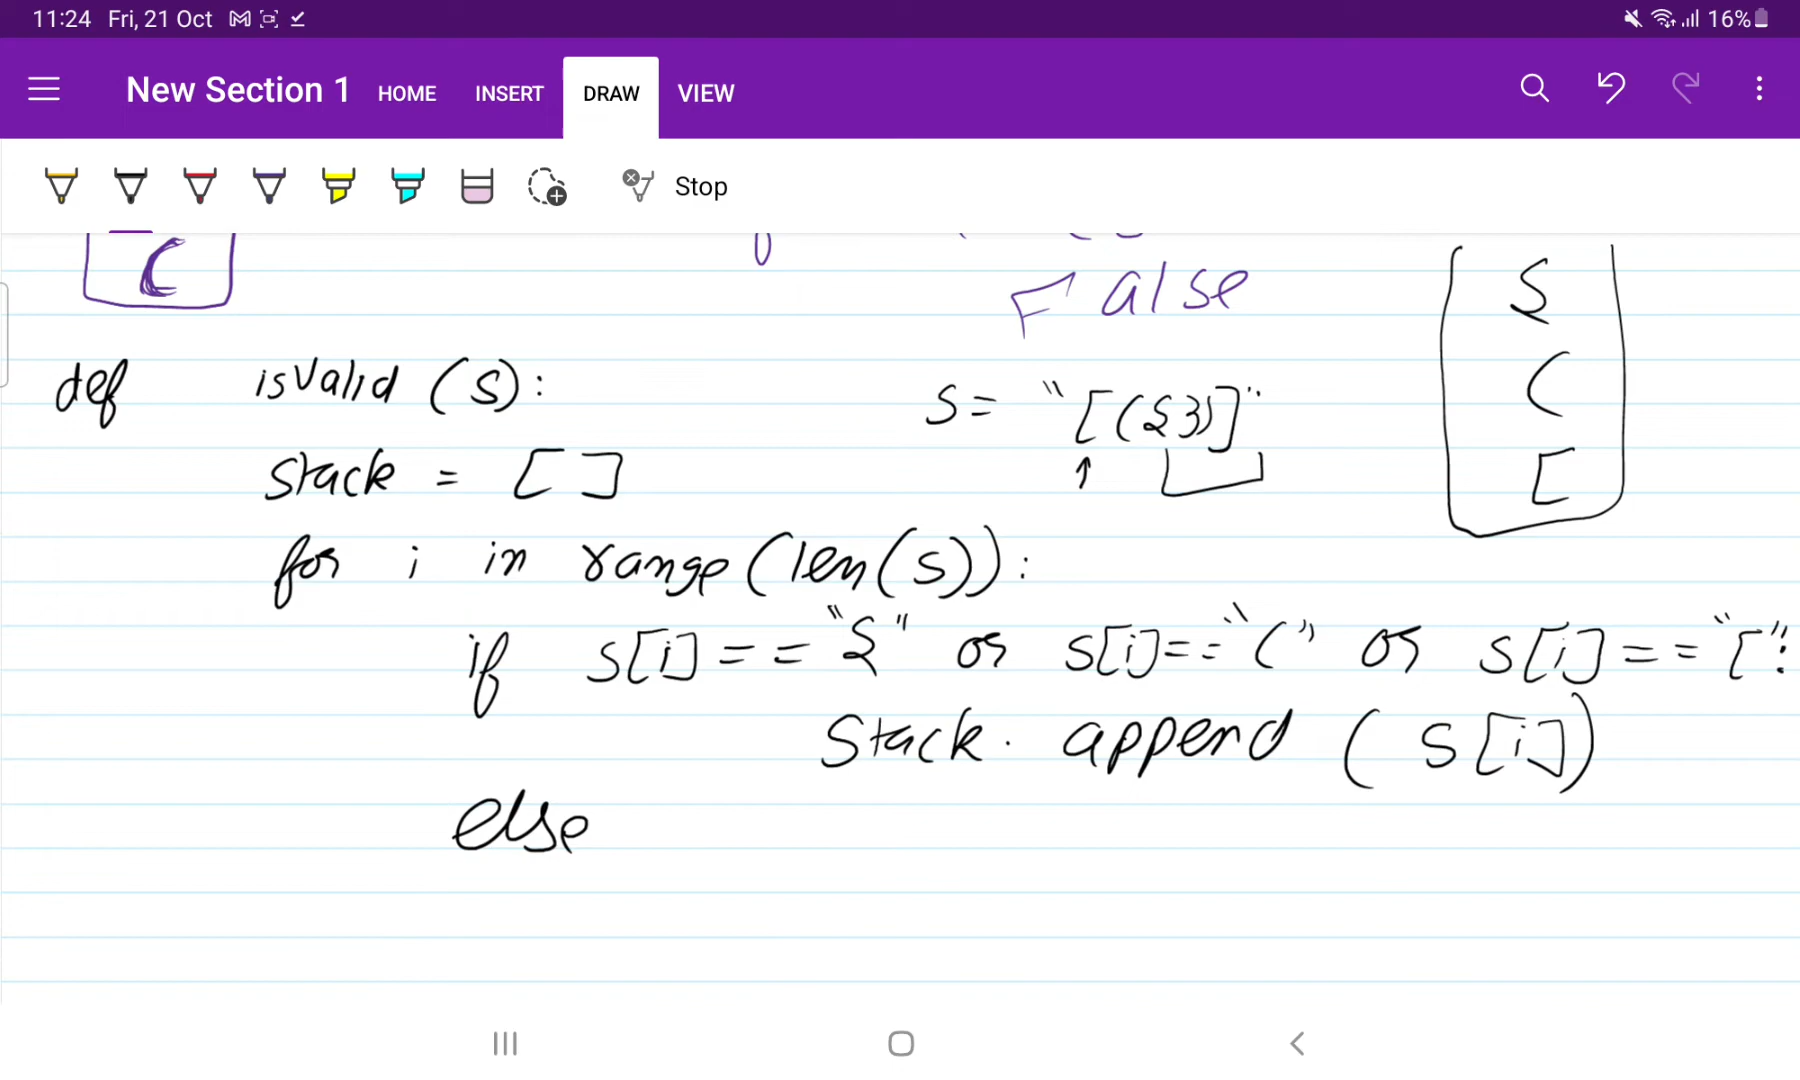 11:24 Fri, 21 Oct 16%
New Section 1 HOME INSERT DRAW VIEW
Stop
(
False
{
(
[
def isValid (s):
s= "[({})]"
stack = []
for i in range(len(s)):
if s[i]=="{" or s[i]=="(" or s[i]=="[":
stack.append(s[i])
else